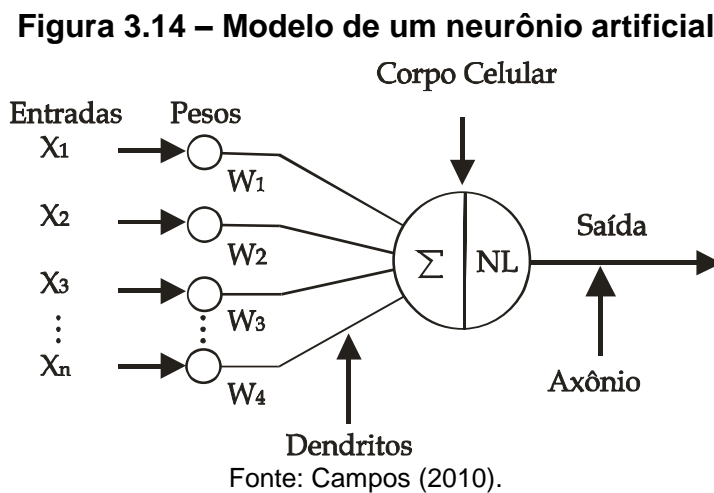 Figura 3.14 – Modelo de um neurônio artificial
Corpo Celular
Entradas Pesos
X1
W1
X2
W2
Σ NL
Saída
X3
W3
Xn
W4
Axônio
Dendritos
Fonte: Campos (2010).